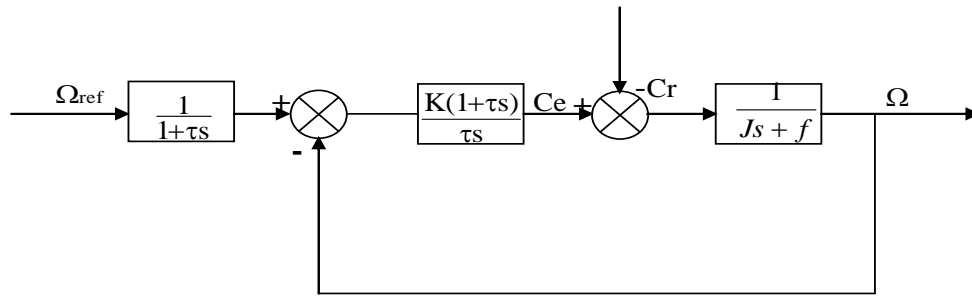 -Cr
Ωref
1
1+τs
+
-
K(1+τs)
τs
Ce +
1
Js + f
Ω